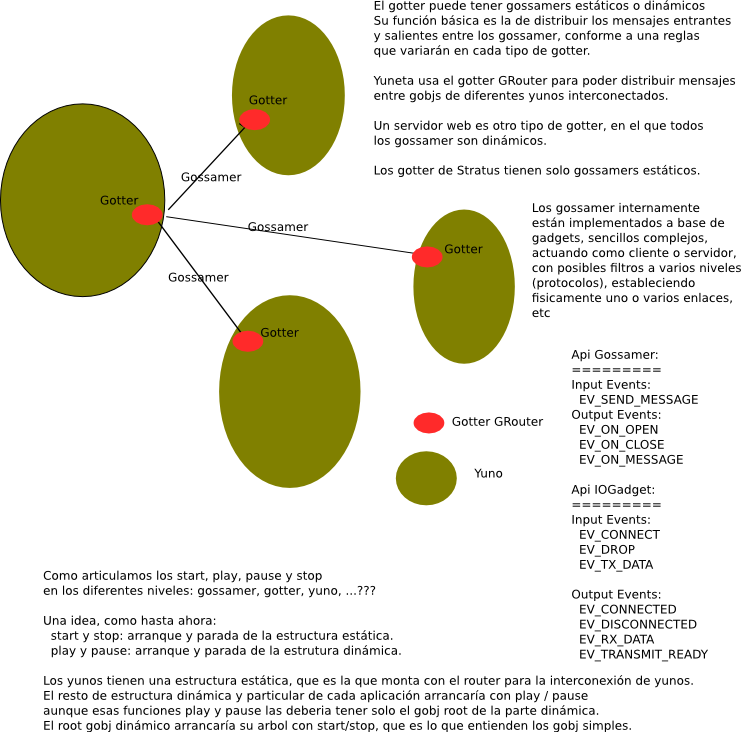 El gotter puede tener gossamers estáticos o dinámicos
Su función básica es la de distribuir los mensajes entrantes
y salientes entre los gossamer, conforme a una reglas
que variarán en cada tipo de gotter.
Yuneta usa el gotter GRouter para poder distribuir mensajes
entre gobjs de diferentes yunos interconectados.
Un servidor web es otro tipo de gotter, en el que todos
los gossamer son dinámicos.
Los gotter de Stratus tienen solo gossamers estáticos.
Gotter
Gossamer
Gotter
Gossamer
Gotter
Gossamer
Gotter
Los gossamer internamente
están implementados a base de
gadgets, sencillos complejos,
actuando como cliente o servidor,
con posibles filtros a varios niveles
(protocolos), estableciendo
fisicamente uno o varios enlaces,
etc
Gotter GRouter
Yuno
Api Gossamer:
=========
Input Events:
EV_SEND_MESSAGE
Output Events:
EV_ON_OPEN
EV_ON_CLOSE
EV_ON_MESSAGE
Api IOGadget:
=========
Input Events:
EV_CONNECT
EV_DROP
EV_TX_DATA
Output Events:
EV_CONNECTED
EV_DISCONNECTED
EV_RX_DATA
EV_TRANSMIT_READY
Como articulamos los start, play, pause y stop
en los diferentes niveles: gossamer, gotter, yuno, ...???
Una idea, como hasta ahora:
start y stop: arranque y parada de la estructura estática.
play y pause: arranque y parada de la estrutura dinámica.
Los yunos tienen una estructura estática, que es la que monta con el router para la interconexión de yunos.
El resto de estructura dinámica y particular de cada aplicación arrancaría con play / pause
aunque esas funciones play y pause las deberia tener solo el gobj root de la parte dinámica.
El root gobj dinámico arrancaría su arbol con start/stop, que es lo que entienden los gobj simples.